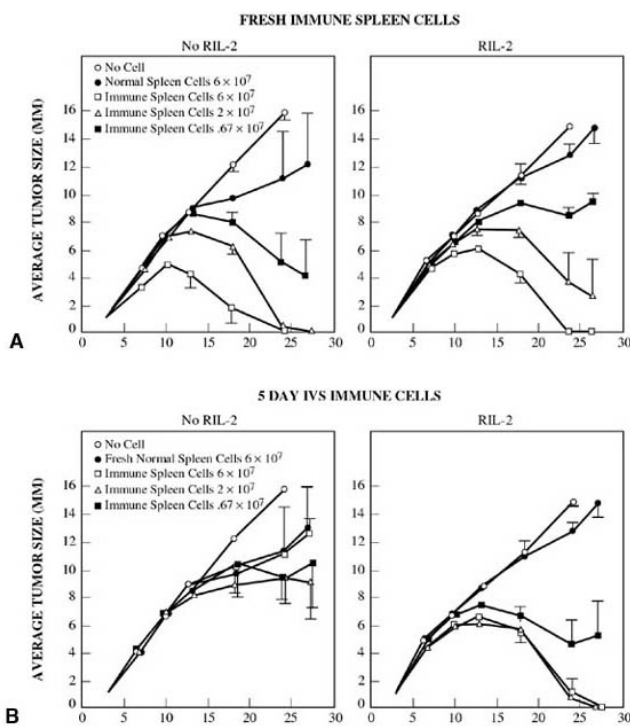 FRESH IMMUNE SPLEEN CELLS
No RIL-2
RIL-2
No Cell
Normal Spleen Cells 6 × 10⁷
Immune Spleen Cells 6 × 10⁷
Immune Spleen Cells 2 × 10⁷
Immune Spleen Cells .67 × 10⁷
AVERAGE TUMOR SIZE (MM)
16
14
12
10
8
6
4
2
0
0 5 10 15 20 25 30
16
14
12
10
8
6
4
2
0
0 5 10 15 20 25 30
A
5 DAY IVS IMMUNE CELLS
No RIL-2
RIL-2
No Cell
Fresh Normal Spleen Cells 6 × 10⁷
Immune Spleen Cells 6 × 10⁷
Immune Spleen Cells 2 × 10⁷
Immune Spleen Cells .67 × 10⁷
AVERAGE TUMOR SIZE (MM)
16
14
12
10
8
6
4
2
0
0 5 10 15 20 25 30
16
14
12
10
8
6
4
2
0
0 5 10 15 20 25 30
B